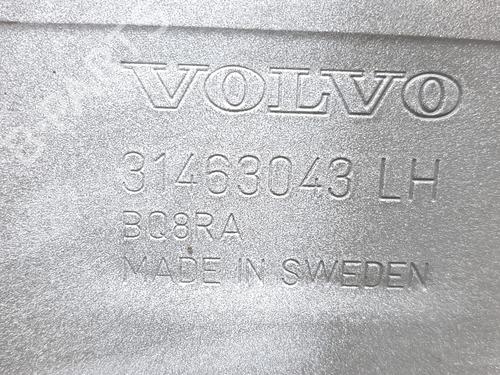 VOLVO
31463043 LH
BQ8RA
MADE IN SWEDEN